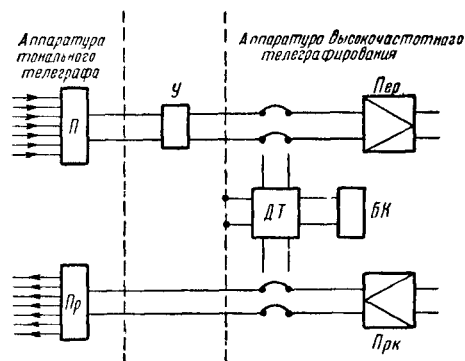 Аппаратура
тонального
телеграфа
Аппаратура высокочастотного
телеграфирования
У
Пер
П
ДТ
БК
Пр
Прк